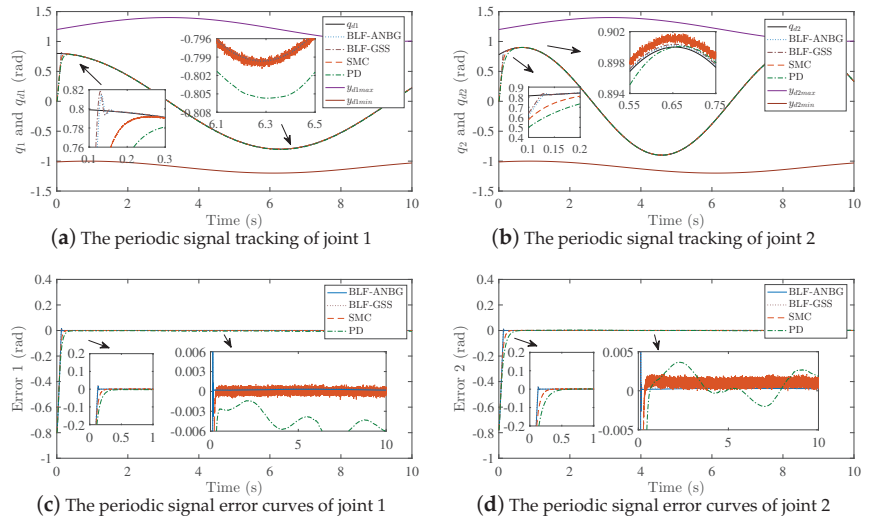 1.5
1
0.5
0
-0.5
-1
-1.5
q1 and qd1 (rad)
0 2 4 6 8 10
Time (s)
-0.796
-0.799
-0.802
-0.805
-0.808
6.1 6.3 6.5
0.82
0.8
0.78
0.76
0.1 0.2 0.3
qd1
BLF-ANBG
BLF-GSS
SMC
PD
yd1max
yd1min
(a) The periodic signal tracking of joint 1
1.5
1
0.5
0
-0.5
-1
-1.5
q2 and qd2 (rad)
0 2 4 6 8 10
Time (s)
0.902
0.898
0.894
0.55 0.65 0.75
0.9
0.8
0.7
0.6
0.5
0.4
0.1 0.15 0.2
qd2
BLF-ANBG
BLF-GSS
SMC
PD
yd2max
yd2min
(b) The periodic signal tracking of joint 2
0.4
0.2
0
-0.2
-0.4
-0.6
-0.8
-1
Error 1 (rad)
0 2 4 6 8 10
Time (s)
0.2
0.1
0
-0.1
-0.2
0 0.5 1
0.006
0.003
0
-0.003
-0.006
5 10
BLF-ANBG
BLF-GSS
SMC
PD
(c) The periodic signal error curves of joint 1
0.4
0.2
0
-0.2
-0.4
-0.6
-0.8
-1
Error 2 (rad)
0 2 4 6 8 10
Time (s)
0.2
0.1
0
-0.1
-0.2
0 0.5 1
0.005
0
-0.005
0 5 10
BLF-ANBG
BLF-GSS
SMC
PD
(d) The periodic signal error curves of joint 2